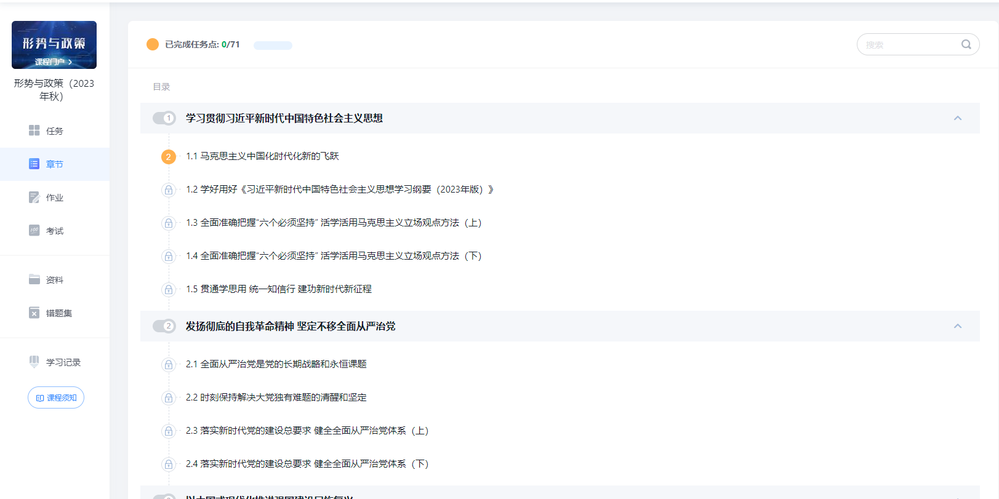 形势与政策
课程门户
形势与政策（2023
年秋）
任务
章节
作业
考试
资料
错题集
学习记录
课程须知
已完成任务点: 0/71
搜索
目录
1 学习贯彻习近平新时代中国特色社会主义思想
2 1.1 马克思主义中国化时代化新的飞跃
1.2 学好用好《习近平新时代中国特色社会主义思想学习纲要（2023年版）》
1.3 全面准确把握“六个必须坚持” 活学活用马克思主义立场观点方法（上）
1.4 全面准确把握“六个必须坚持” 活学活用马克思主义立场观点方法（下）
1.5 贯通学思用 统一知信行 建功新时代新征程
2 发扬彻底的自我革命精神 坚定不移全面从严治党
2.1 全面从严治党是党的长期战略和永恒课题
2.2 时刻保持解决大党独有难题的清醒和坚定
2.3 落实新时代党的建设总要求 健全全面从严治党体系（上）
2.4 落实新时代党的建设总要求 健全全面从严治党体系（下）